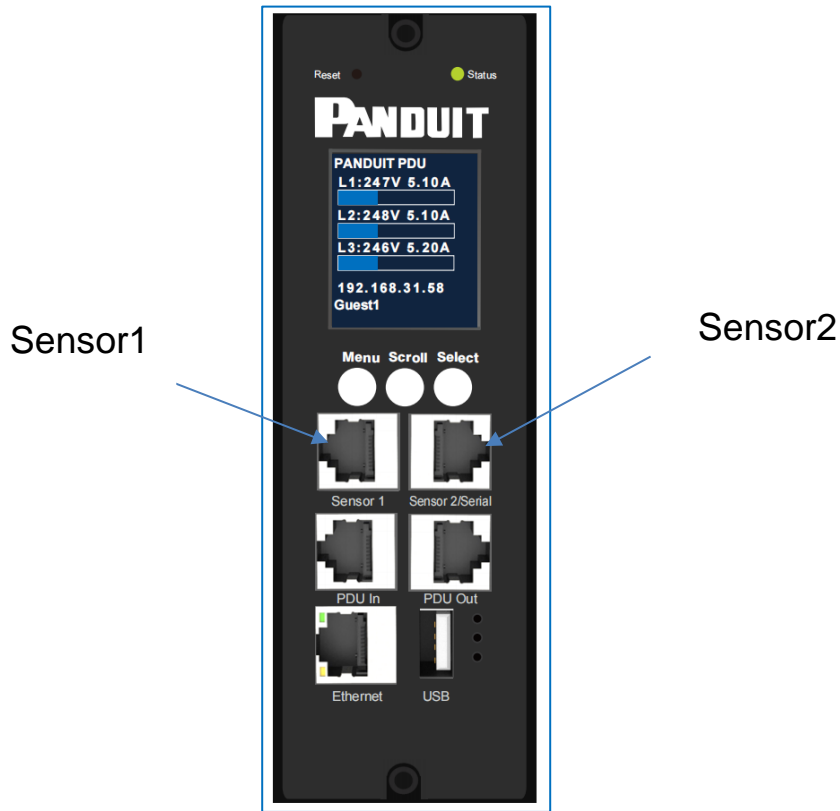 Reset
Status
PANDUIT
PANDUIT PDU
L1:247V 5.10A
L2:248V 5.10A
L3:246V 5.20A
192.168.31.58
Guest1
Sensor1
Sensor2
Menu Scroll Select
Sensor 1
Sensor 2/Serial
PDU In
PDU Out
Ethernet
USB